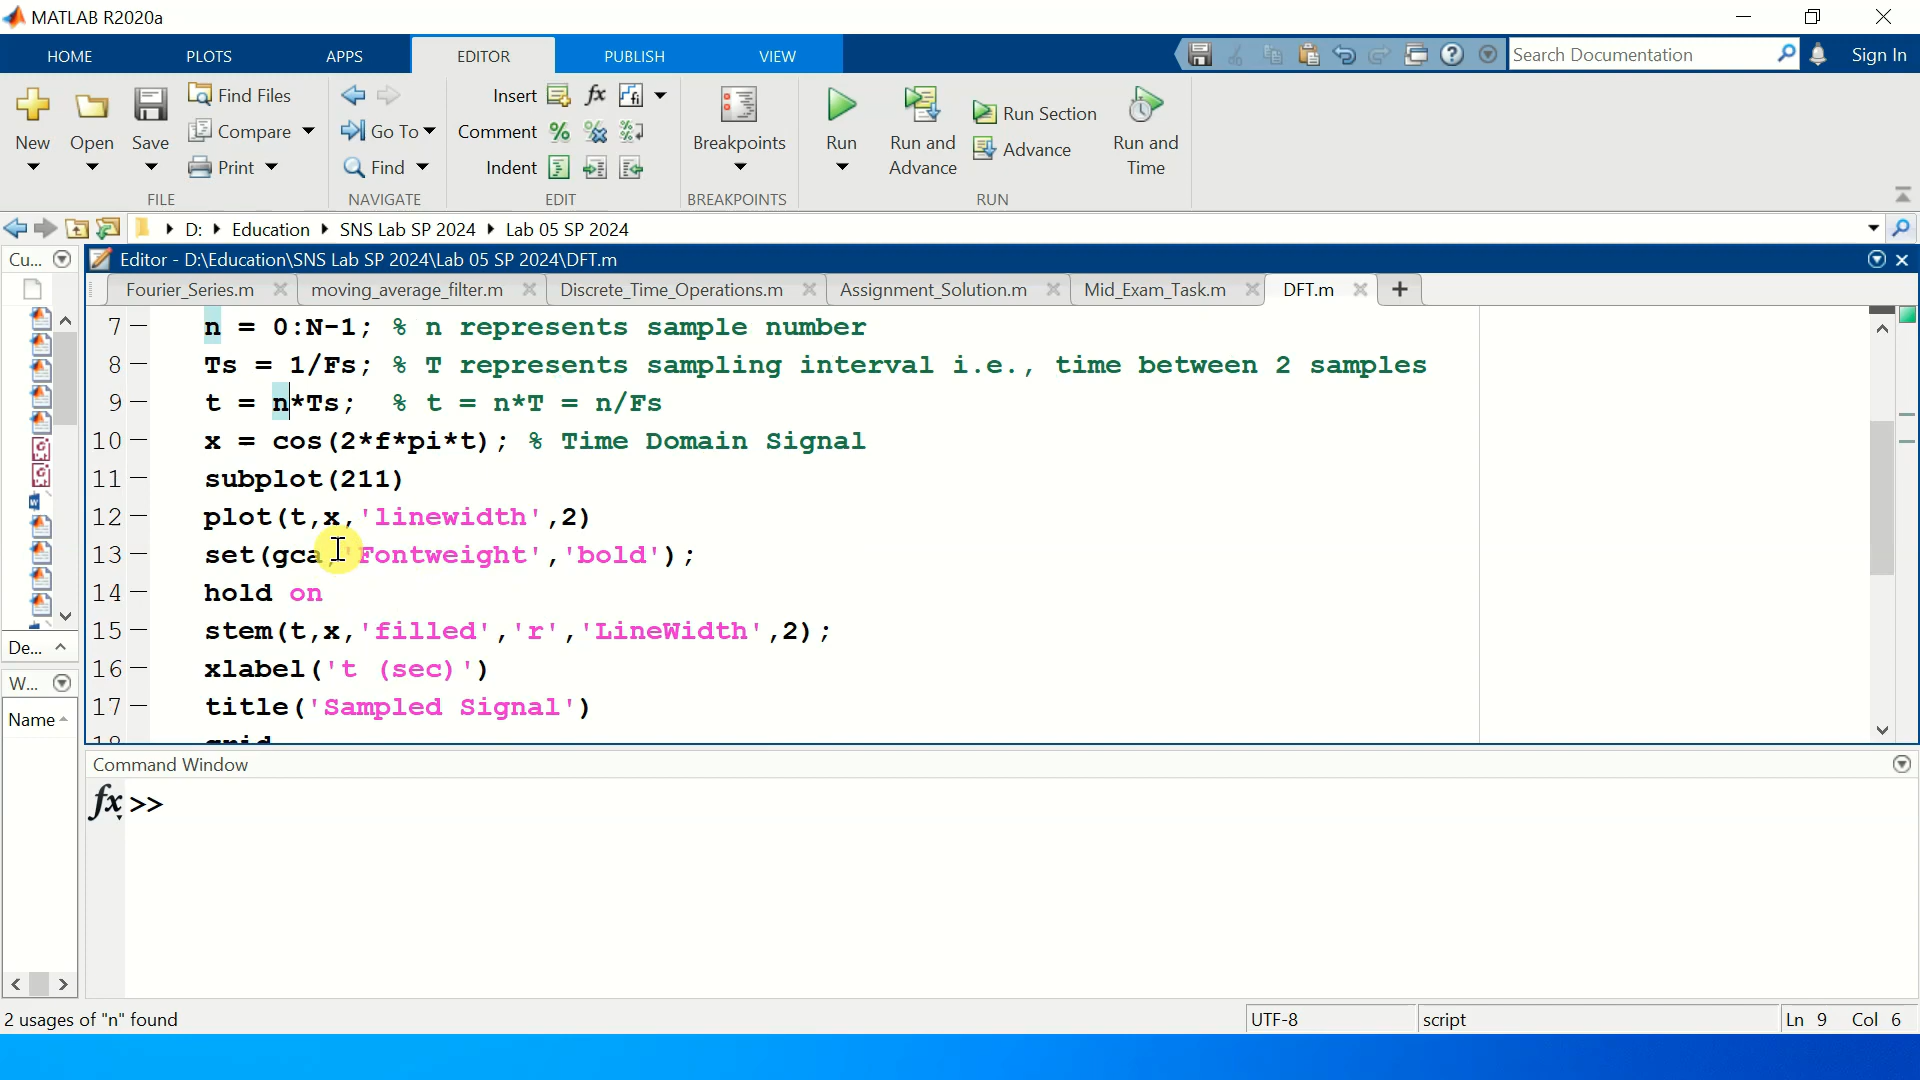 MATLAB R2020a
HOME PLOTS APPS EDITOR PUBLISH VIEW Search Documentation Sign In
New Open Save Find Files Compare Print
Go To Find
Insert Comment Indent
Breakpoints
Run Run and Advance Run Section Advance Run and Time
FILE NAVIGATE EDIT BREAKPOINTS RUN
D: Education SNS Lab SP 2024 Lab 05 SP 2024
Cu... Editor - D:\Education\SNS Lab SP 2024\Lab 05 SP 2024\DFT.m
Fourier_Series.m moving_average_filter.m Discrete_Time_Operations.m Assignment_Solution.m Mid_Exam_Task.m DFT.m
7 n = 0:N-1; % n represents sample number
8 Ts = 1/Fs; % T represents sampling interval i.e., time between 2 samples
9 t = n*Ts; % t = n*T = n/Fs
10 x = cos(2*f*pi*t); % Time Domain Signal
11 subplot(211)
12 plot(t,x,'linewidth',2)
13 set(gca,'Fontweight','bold');
14 hold on
15 stem(t,x,'filled','r','LineWidth',2);
16 xlabel('t (sec)')
17 title('Sampled Signal')
18 grid
De...
W...
Name
Command Window
fx >>
2 usages of "n" found UTF-8 script Ln 9 Col 6